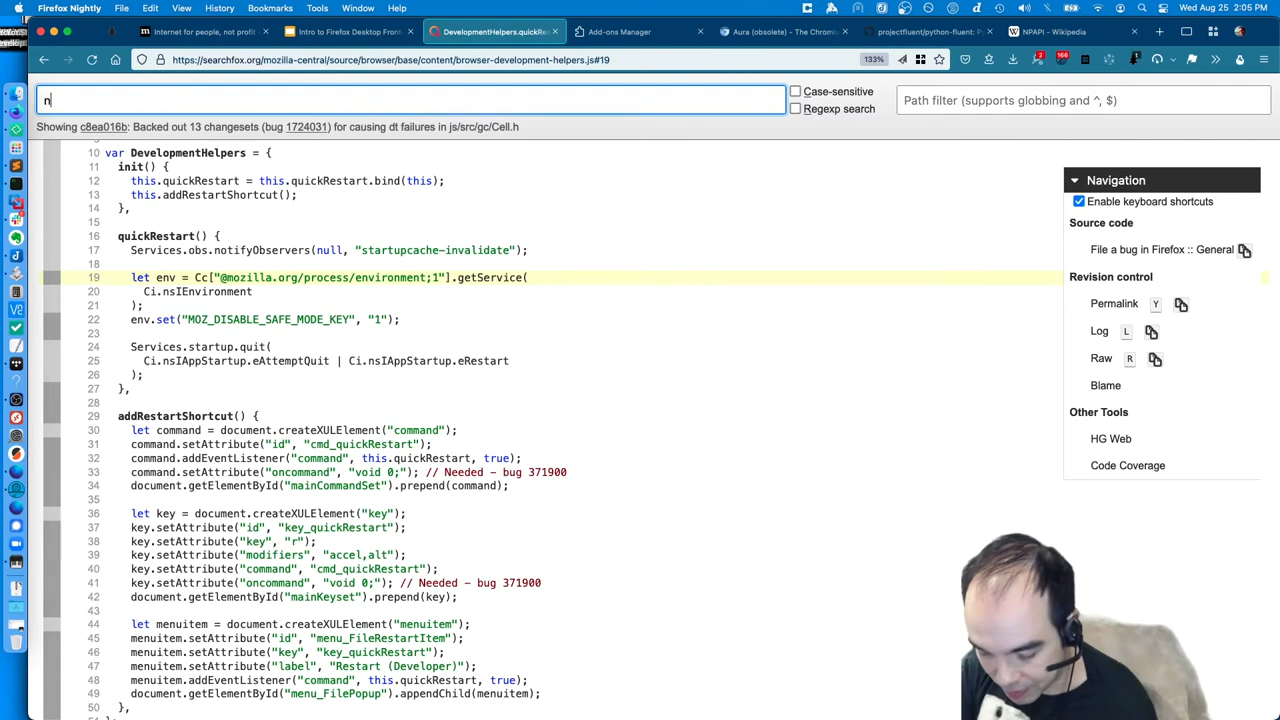 Firefox Nightly File Edit View History Bookmarks Tools Window Help Wed Aug 25 2:05 PM
Internet for people, not profit Intro to Firefox Desktop Front- DevelopmentHelpers.quickRes Add-ons Manager Aura (obsolete) - The Chromiu projectfluent/python-fluent: P NPAPI - Wikipedia
https://searchfox.org/mozilla-central/source/browser/base/content/browser-development-helpers.js#19 133%
n
Case-sensitive
Regexp search
Path filter (supports globbing and ^, $)
Showing c8ea016b: Backed out 13 changesets (bug 1724031) for causing dt failures in js/src/gc/Cell.h
10 var DevelopmentHelpers = {
11 init() {
12 this.quickRestart = this.quickRestart.bind(this);
13 this.addRestartShortcut();
14 },
15
16 quickRestart() {
17 Services.obs.notifyObservers(null, "startupcache-invalidate");
18
19 let env = Cc["@mozilla.org/process/environment;1"].getService(
20 Ci.nsIEnvironment
21 );
22 env.set("MOZ_DISABLE_SAFE_MODE_KEY", "1");
23
24 Services.startup.quit(
25 Ci.nsIAppStartup.eAttemptQuit | Ci.nsIAppStartup.eRestart
26 );
27 },
28
29 addRestartShortcut() {
30 let command = document.createXULElement("command");
31 command.setAttribute("id", "cmd_quickRestart");
32 command.addEventListener("command", this.quickRestart, true);
33 command.setAttribute("oncommand", "void 0;"); // Needed - bug 371900
34 document.getElementById("mainCommandSet").prepend(command);
35
36 let key = document.createXULElement("key");
37 key.setAttribute("id", "key_quickRestart");
38 key.setAttribute("key", "r");
39 key.setAttribute("modifiers", "accel,alt");
40 key.setAttribute("command", "cmd_quickRestart");
41 key.setAttribute("oncommand", "void 0;"); // Needed - bug 371900
42 document.getElementById("mainKeyset").prepend(key);
43
44 let menuitem = document.createXULElement("menuitem");
45 menuitem.setAttribute("id", "menu_FileRestartItem");
46 menuitem.setAttribute("key", "key_quickRestart");
47 menuitem.setAttribute("label", "Restart (Developer)");
48 menuitem.addEventListener("command", this.quickRestart, true);
49 document.getElementById("menu_FilePopup").appendChild(menuitem);
50 },
Navigation
Enable keyboard shortcuts
Source code
File a bug in Firefox :: General
Revision control
Permalink Y
Log L
Raw R
Blame
Other Tools
HG Web
Code Coverage